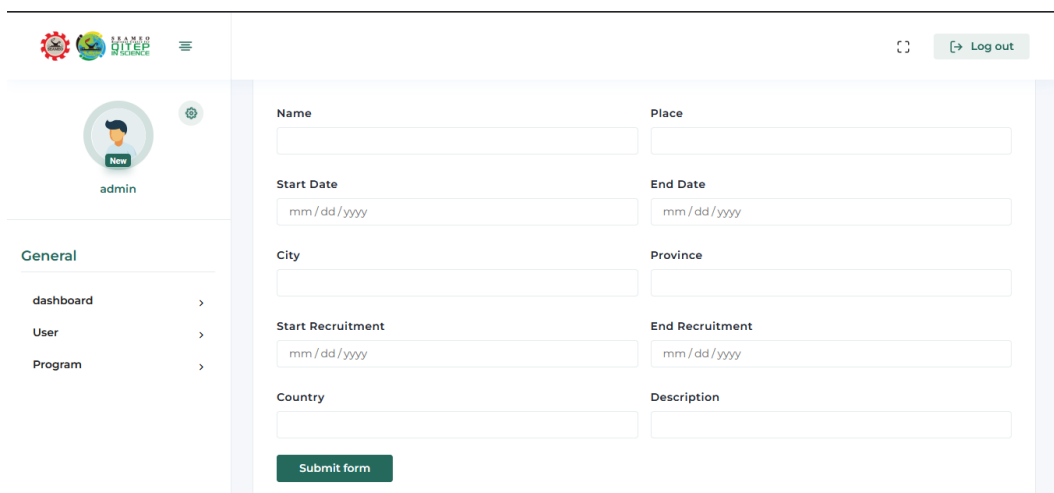 SEAMEO
QITEP
IN SCIENCE
Log out
New
admin
General
dashboard
User
Program
Name
Place
Start Date
End Date
mm/dd/yyyy
mm/dd/yyyy
City
Province
Start Recruitment
End Recruitment
mm/dd/yyyy
mm/dd/yyyy
Country
Description
Submit form